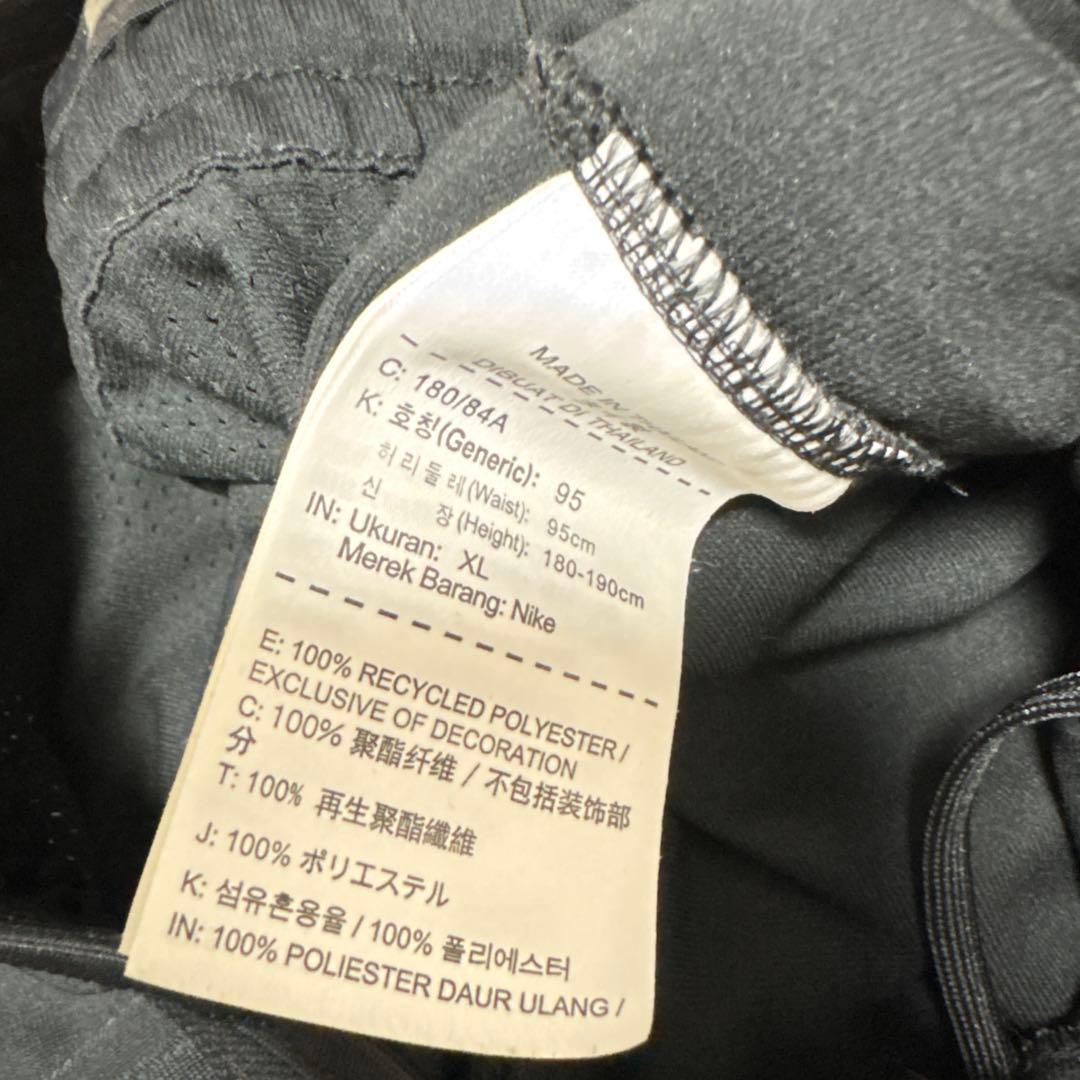 MADE IN
DIBUAT DI THAILAND
C: 180/84A
K: 호칭(Generic): 95
허리둘레(Waist): 95cm
신 장(Height): 180-190cm
IN: Ukuran: XL
Merek Barang: Nike
E: 100% RECYCLED POLYESTER /
EXCLUSIVE OF DECORATION
C: 100% 聚酯纤维 / 不包括装饰部
分
T: 100% 再生聚酯纖維
J: 100% ポリエステル
K: 섬유혼용율 / 100% 폴리에스터
IN: 100% POLIESTER DAUR ULANG /